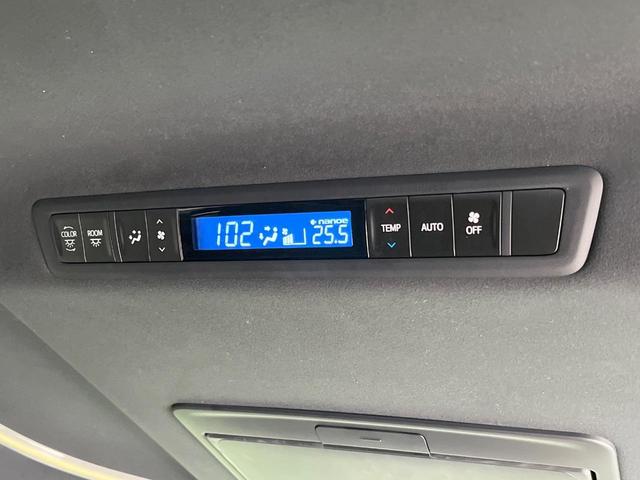 COLOR
ROOM
102
nanoe
25.5
TEMP
AUTO
OFF